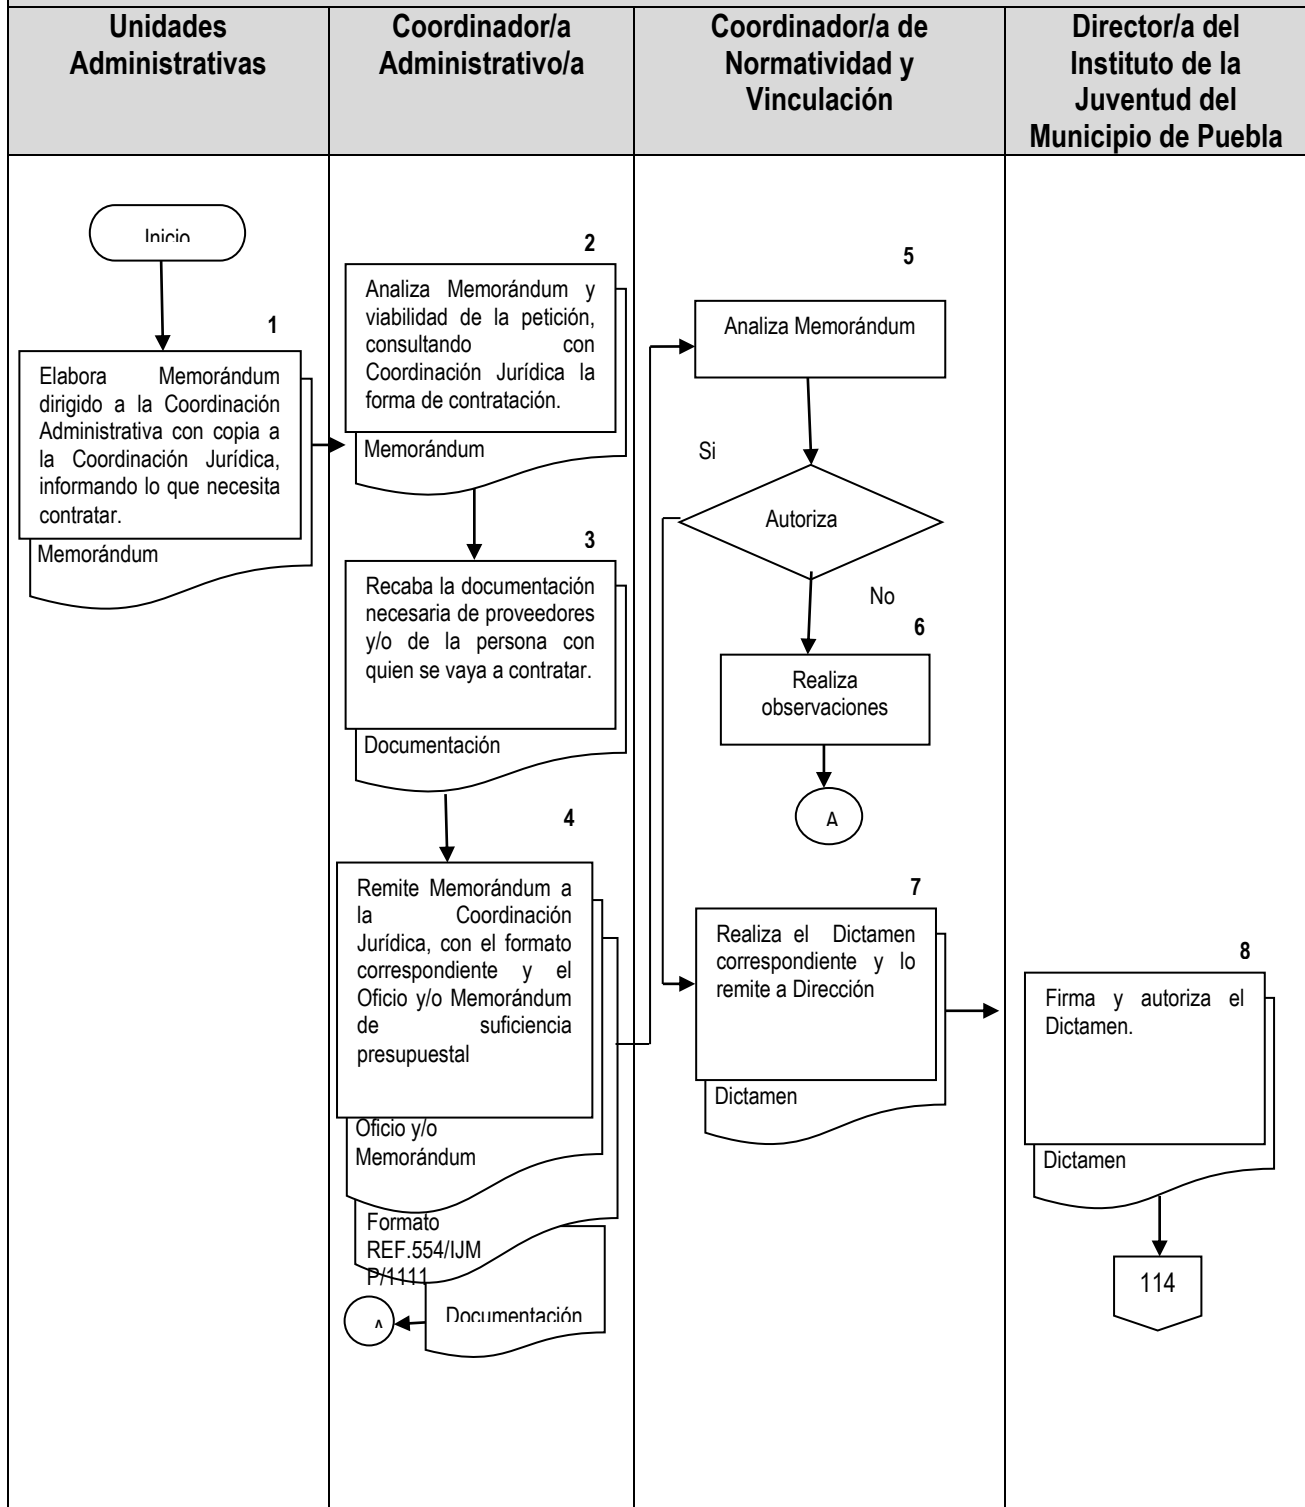 Unidades
Administrativas
Coordinador/a
Administrativo/a
Coordinador/a de
Normatividad y
Vinculación
Director/a del
Instituto de la
Juventud del
Municipio de Puebla
Inicio
1
Elabora Memorándum
dirigido a la Coordinación
Administrativa con copia a
la Coordinación Jurídica,
informando lo que necesita
contratar.
Memorándum
2
Analiza Memorándum y
viabilidad de la petición,
consultando con
Coordinación Jurídica la
forma de contratación.
Memorándum
3
Recaba la documentación
necesaria de proveedores
y/o de la persona con
quien se vaya a contratar.
Documentación
4
Remite Memorándum a
la Coordinación
Jurídica, con el formato
correspondiente y el
Oficio y/o Memorándum
de suficiencia
presupuestal
Oficio y/o
Memorándum
Formato
REF.554/IJM
P/1111
Documentación
A
5
Analiza Memorándum
Si
Autoriza
No
6
Realiza
observaciones
A
7
Realiza el Dictamen
correspondiente y lo
remite a Dirección
Dictamen
8
Firma y autoriza el
Dictamen.
Dictamen
114